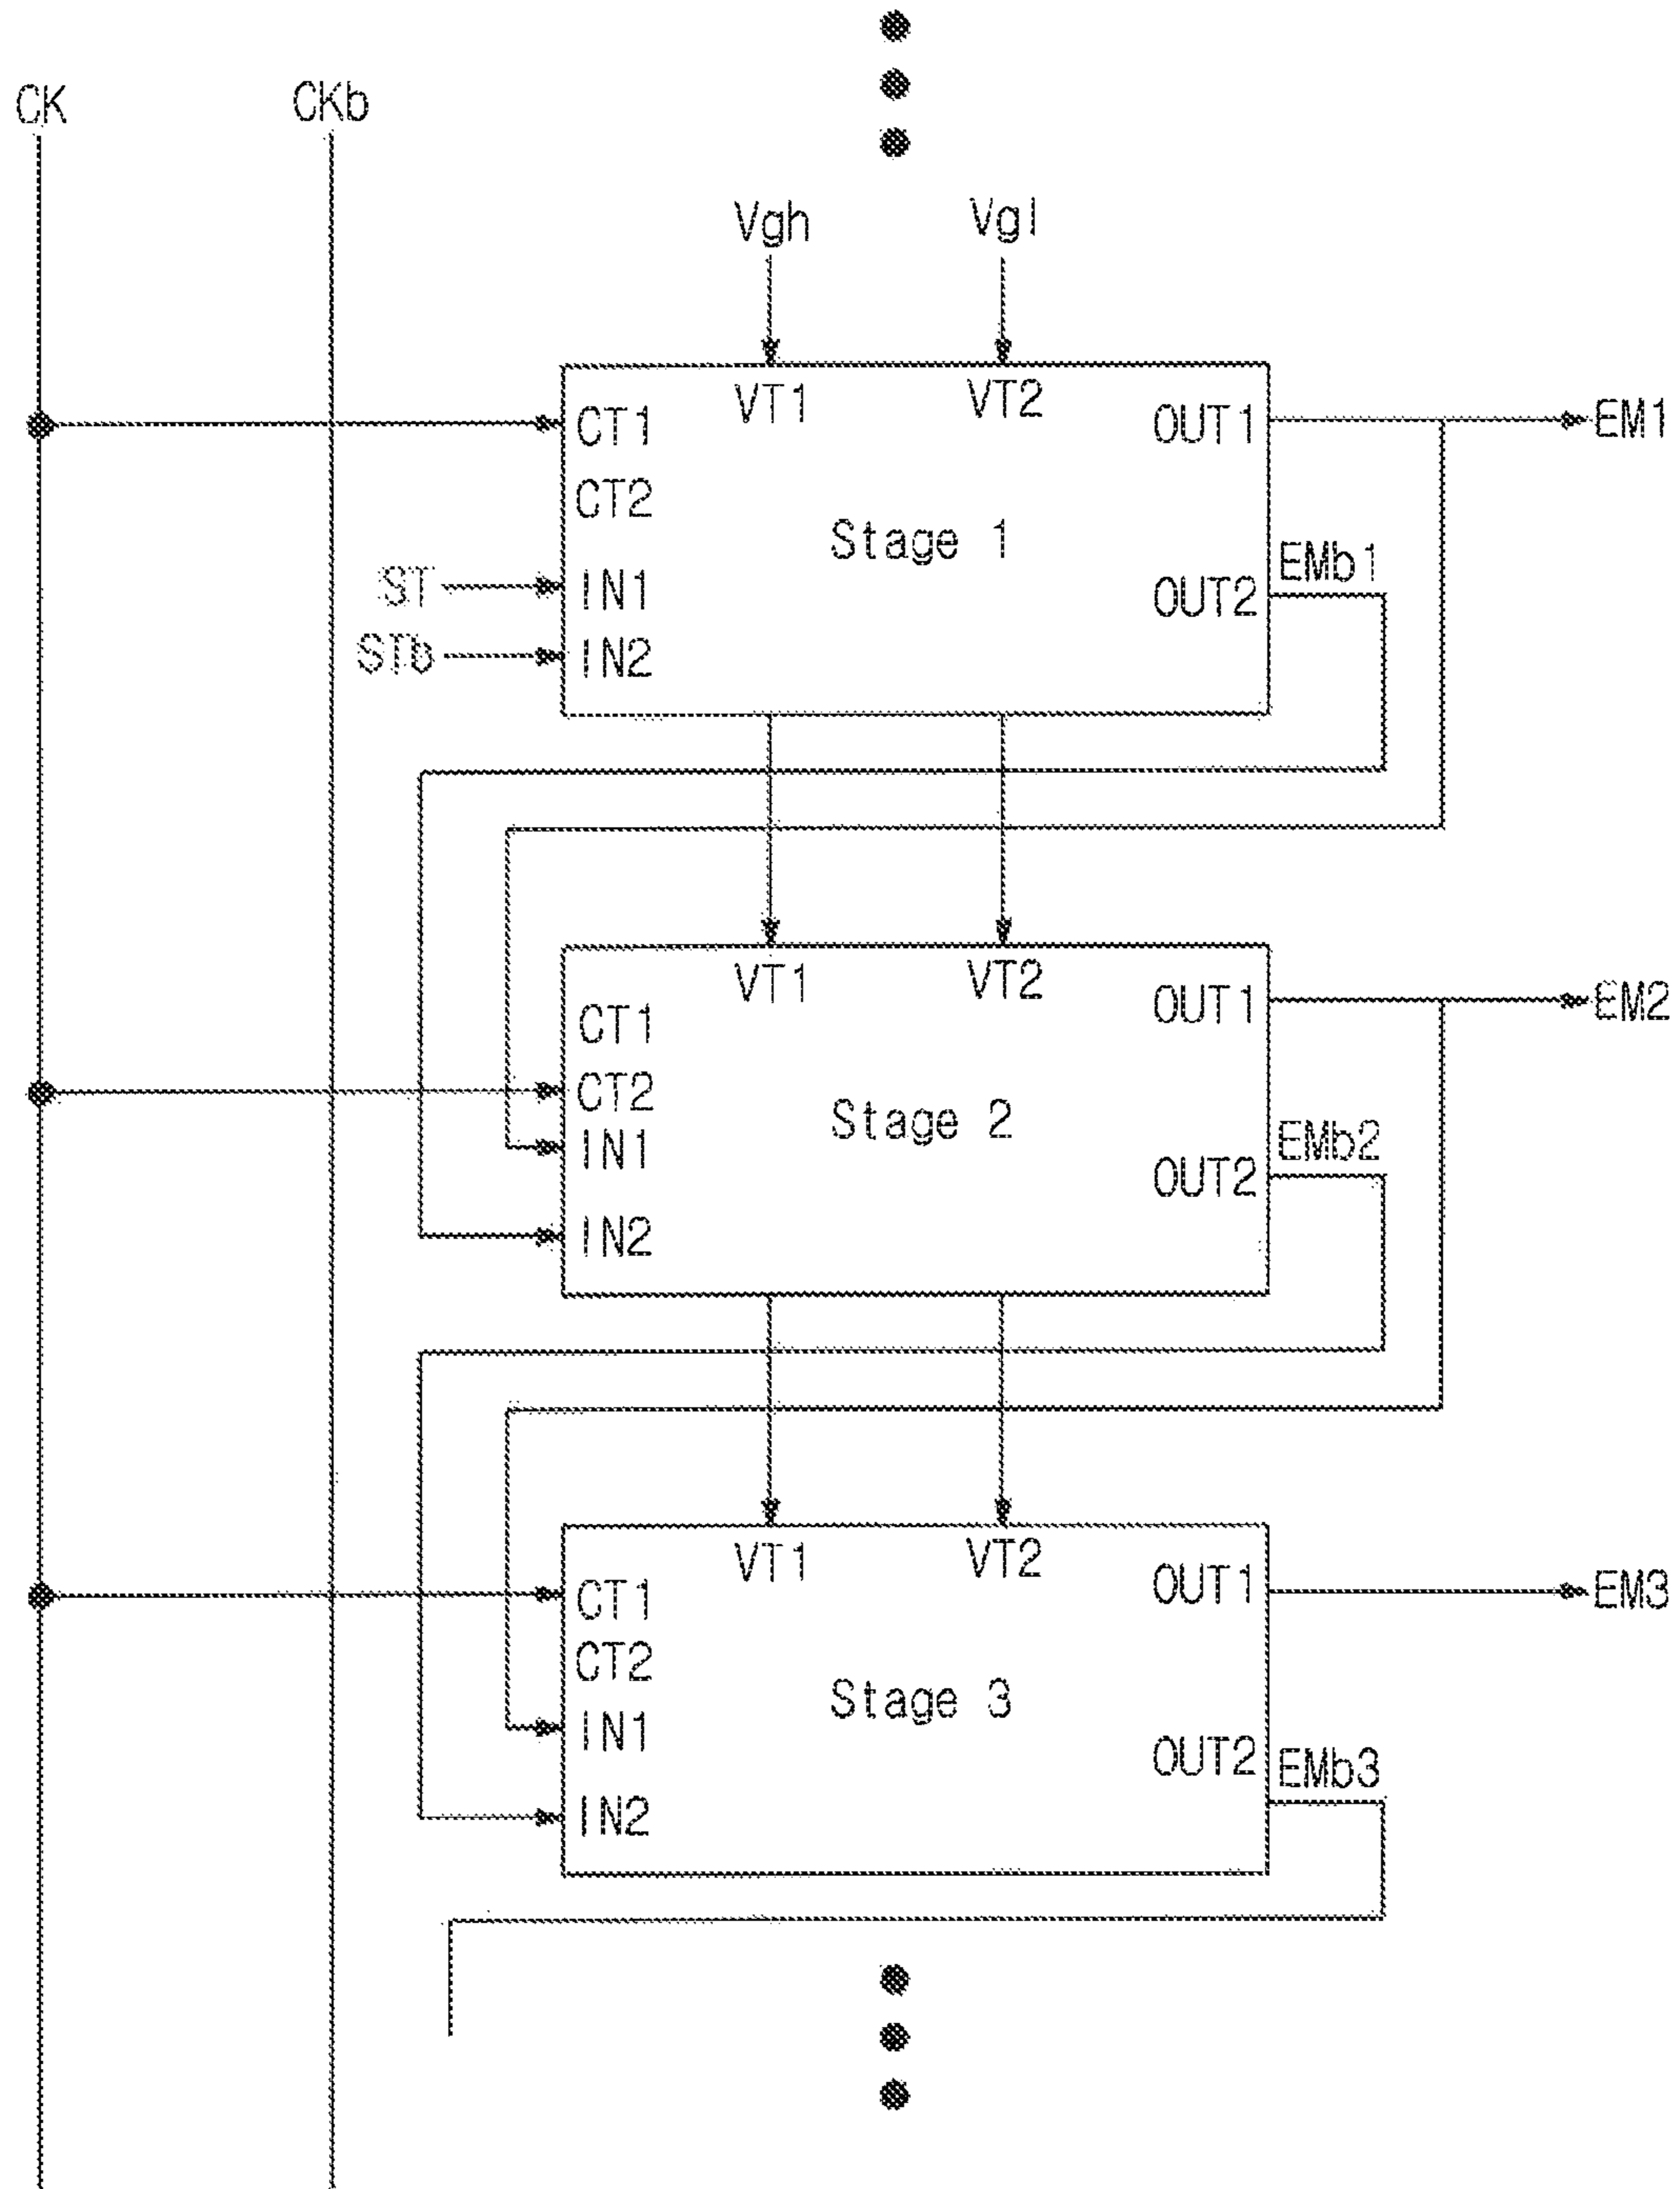 CK CKb
Vgh Vgl
VT1 VT2
CT1 OUT1 EM1
CT2
Stage 1
ST IN1 EMb1
OUT2
STb IN2
VT1 VT2
CT1 OUT1 EM2
CT2
Stage 2
IN1 EMb2
OUT2
IN2
VT1 VT2
CT1 OUT1 EM3
CT2
Stage 3
IN1
OUT2 EMb3
IN2